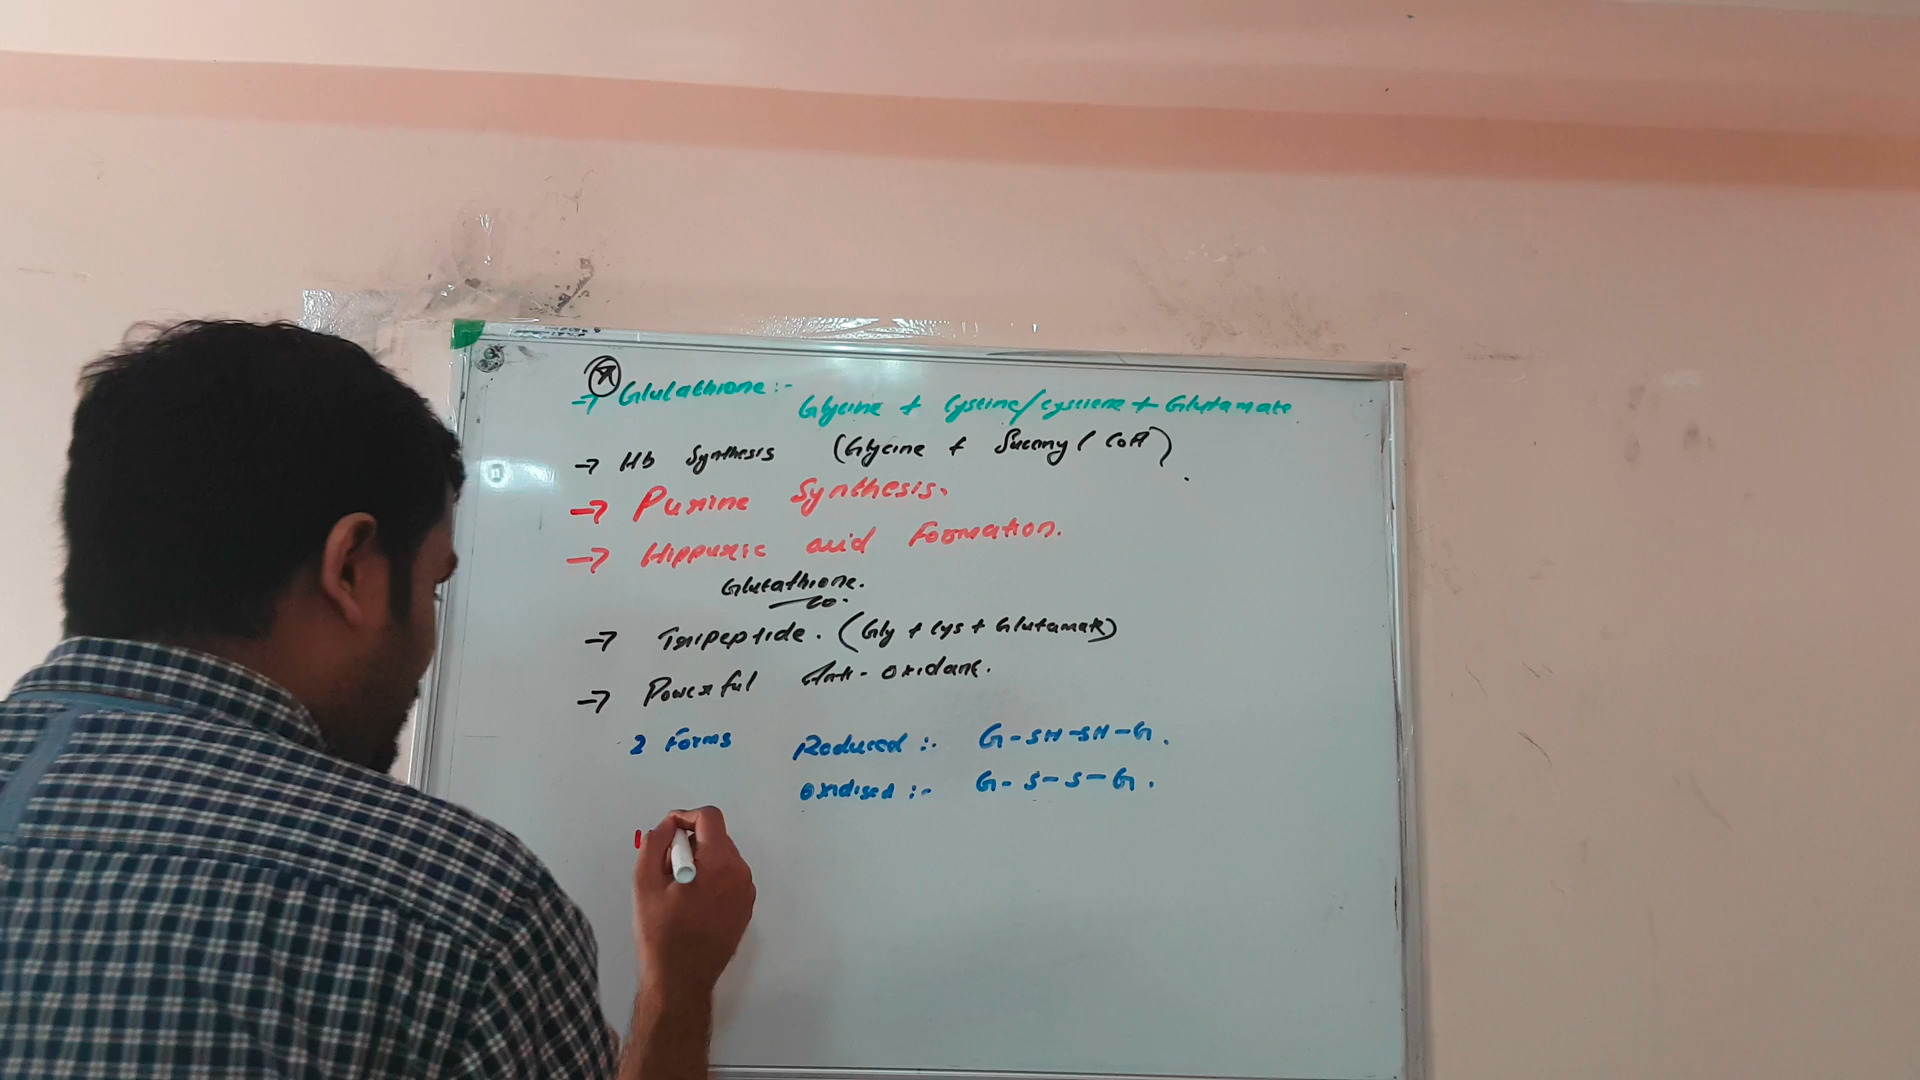 → Glutathione:-
Glycine + Cystine/cysteine + Glutamate
→ Hb Synthesis (Glycine + Succinyl CoA)
→ Purine Synthesis.
→ Hippuric acid Formation.
Glutathione.
→ Tripeptide. (Gly + Cys + Glutamate)
→ Powerful Anti-oxidant.
2 Forms Reduced :- G-SH-SH-G.
Oxidised :- G-S-S-G.